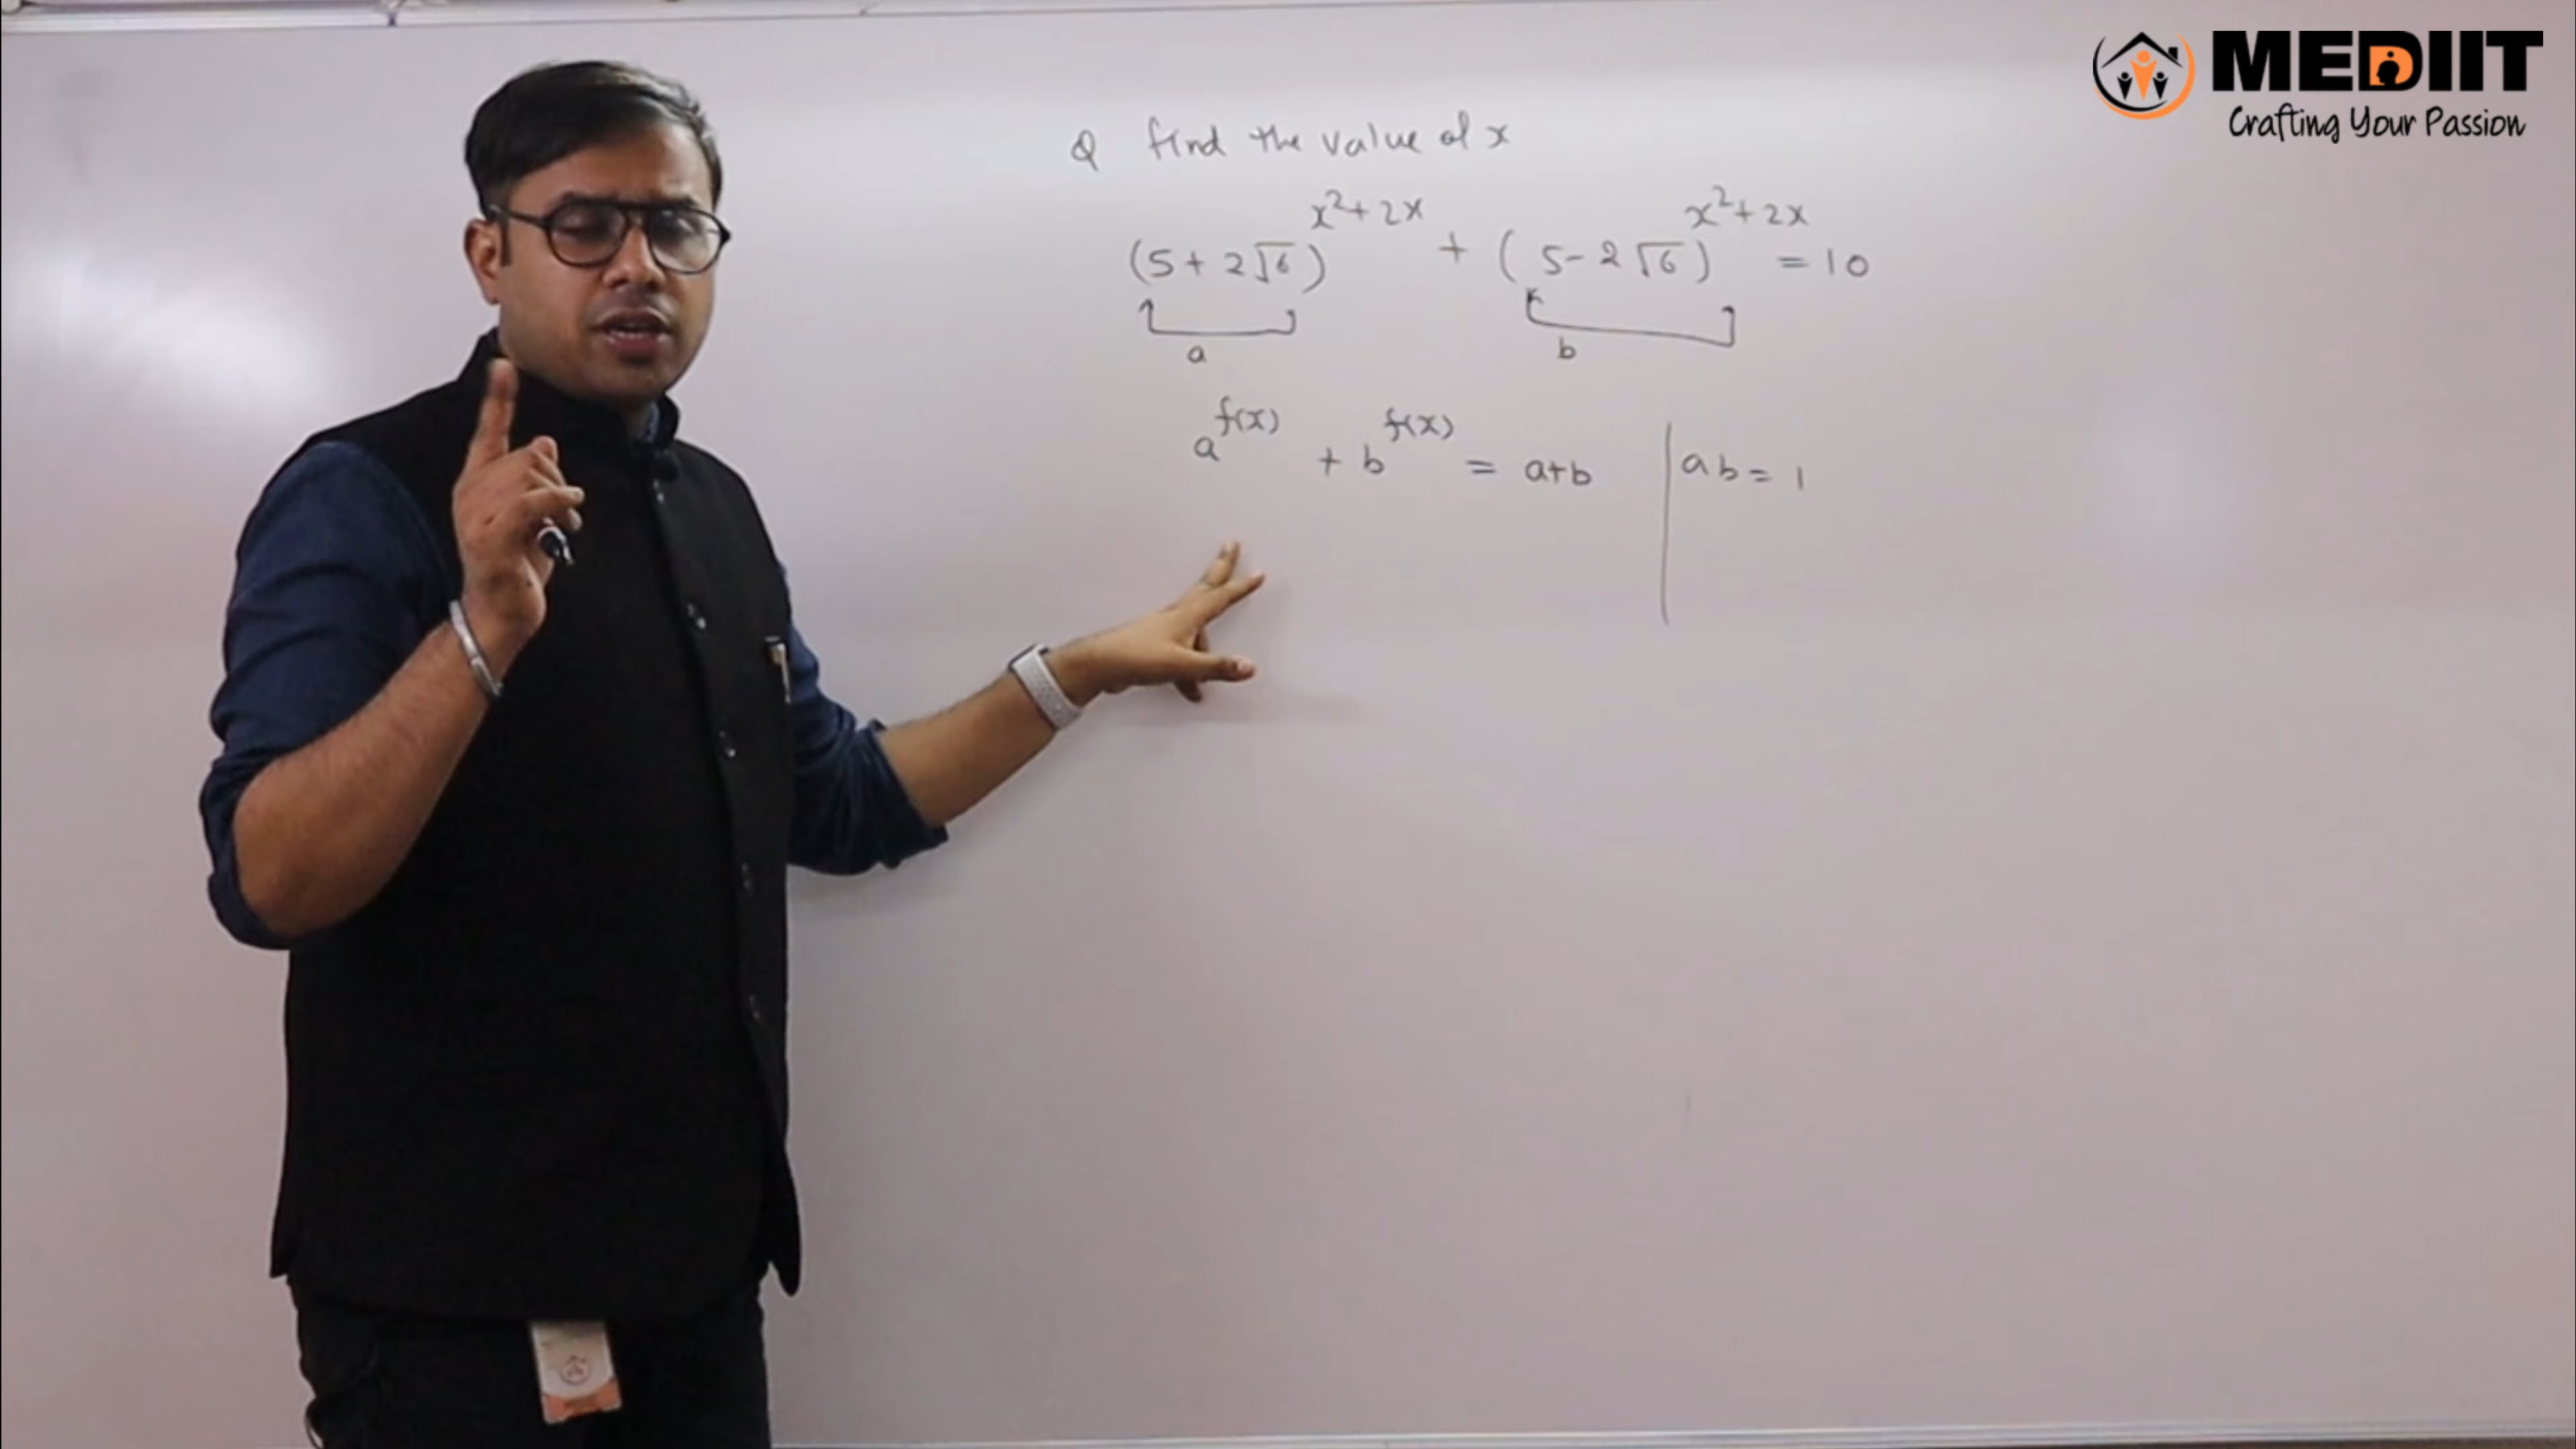 MEDIIT
Crafting Your Passion
Q find the value of x
(5+2√6)^(x²+2x) + (5-2√6)^(x²+2x) = 10
a b
a^f(x) + b^f(x) = a+b | ab = 1